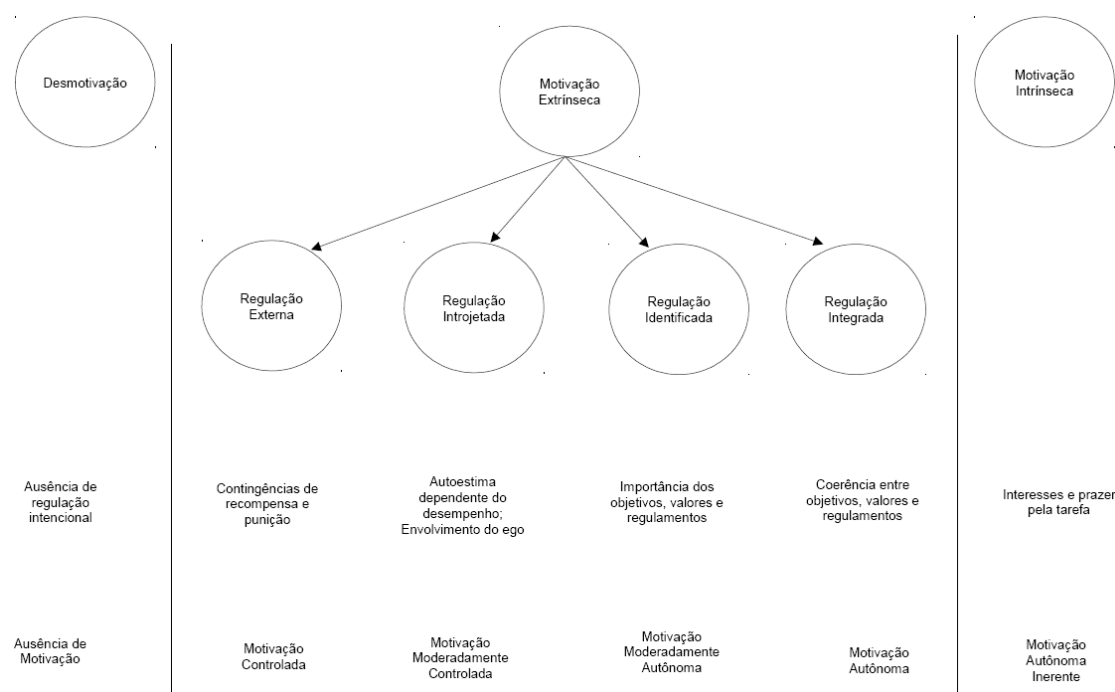 Desmotivação
Motivação
Extrínseca
Motivação
Intrínseca
Regulação
Externa
Regulação
Introjetada
Regulação
Identificada
Regulação
Integrada
Ausência de
regulação
intencional
Contingências de
recompensa e
punição
Autoestima
dependente do
desempenho;
Envolvimento do ego
Importância dos
objetivos, valores e
regulamentos
Coerência entre
objetivos, valores e
regulamentos
Interesses e prazer
pela tarefa
Ausência de
Motivação
Motivação
Controlada
Motivação
Moderadamente
Controlada
Motivação
Moderadamente
Autônoma
Motivação
Autônoma
Motivação
Autônoma
Inerente